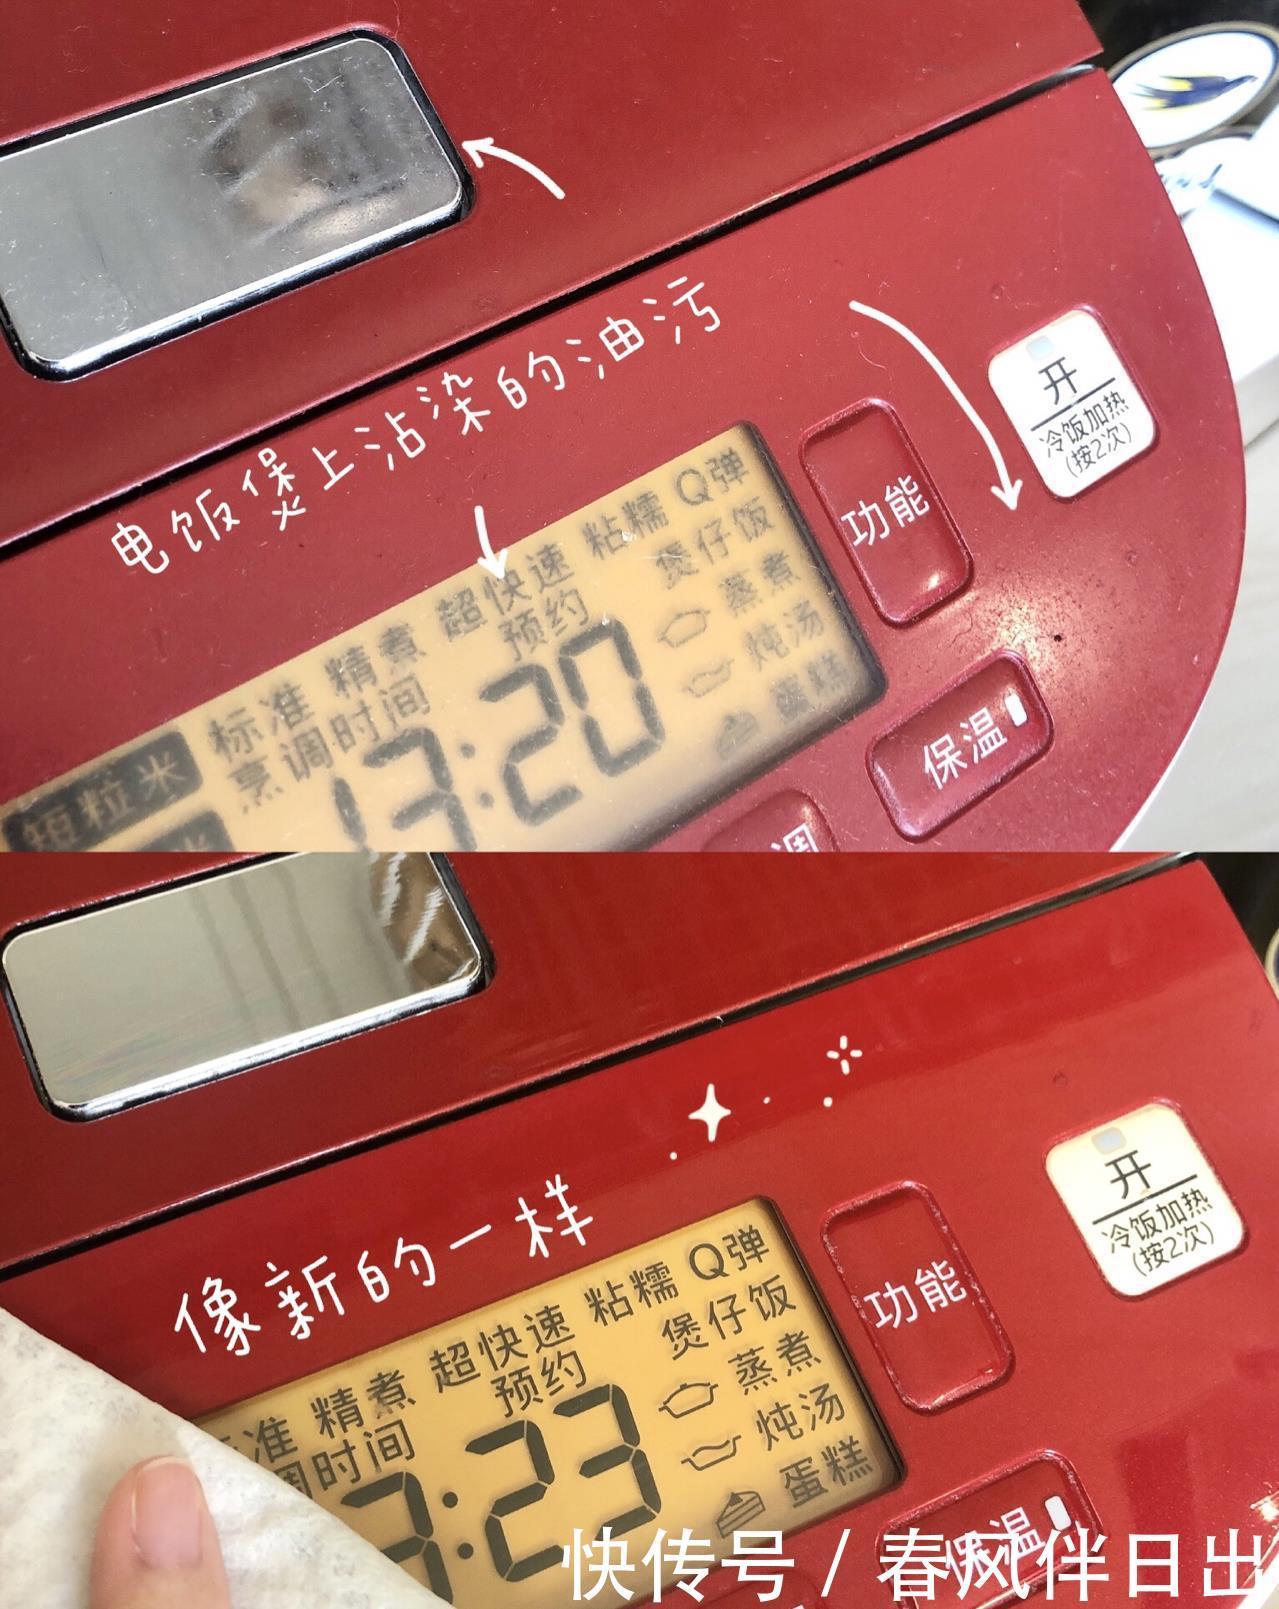 电饭煲上沾染的油污
开
冷饭加热
(按2次)
功能
保温
调
短粒米
米
标准 精煮 超快速 粘糯 Q弹
烹调时间 预约 煲仔饭
蒸煮
炖汤
蛋糕
13:20
像新的一样
开
冷饭加热
(按2次)
功能
保温
准 精煮 超快速 粘糯 Q弹
调时间 预约 煲仔饭
蒸煮
炖汤
蛋糕
3:23
快传号 / 春风伴日出